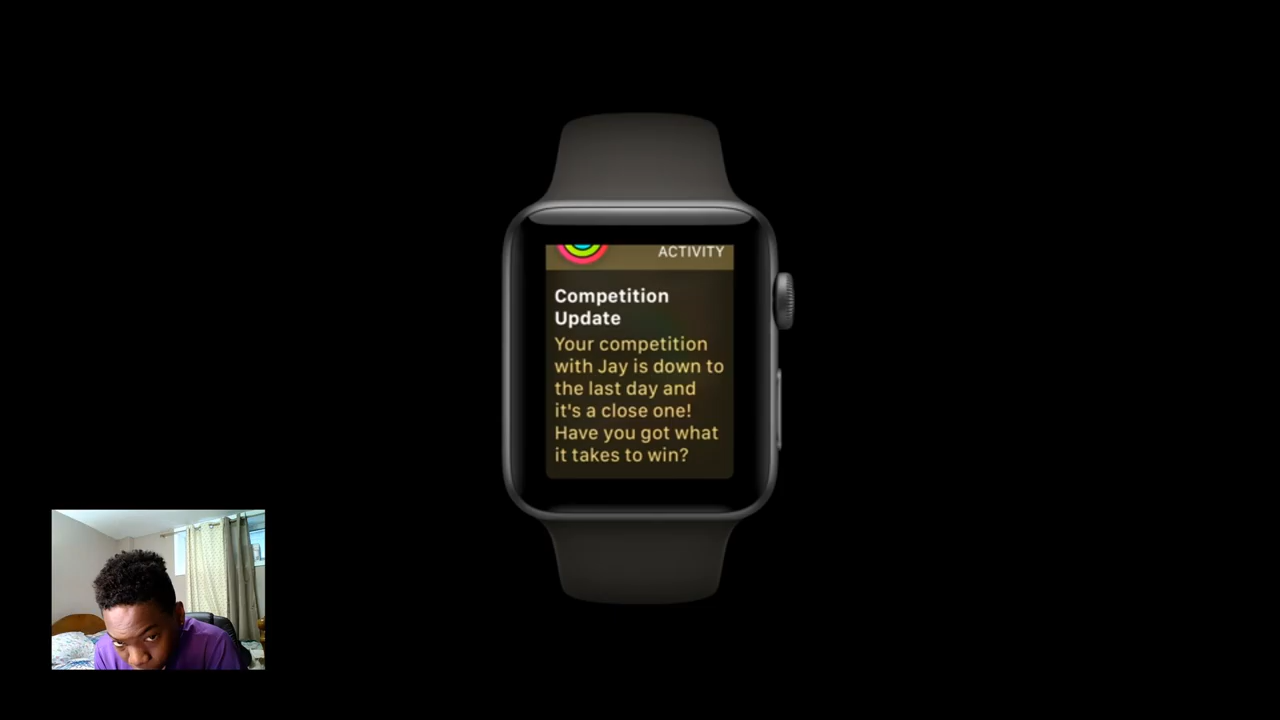 ACTIVITY
Competition
Update
Your competition
with Jay is down to
the last day and
it's a close one!
Have you got what
it takes to win?